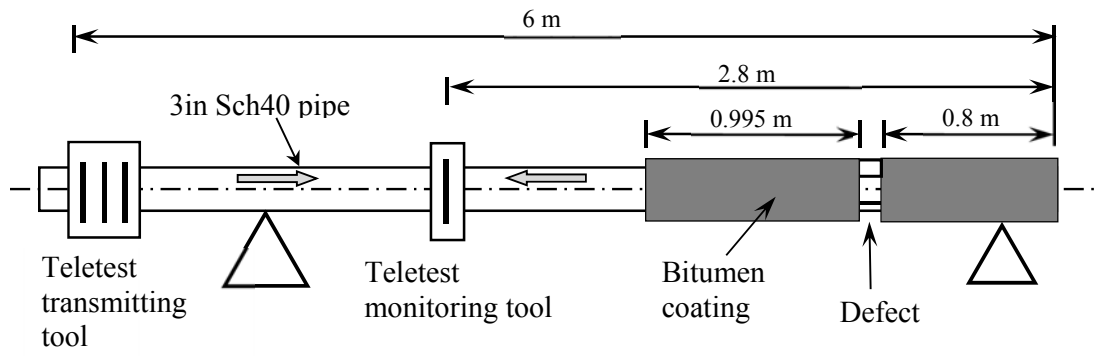 6 m
2.8 m
3in Sch40 pipe
0.995 m
0.8 m
Teletest
transmitting
tool
Teletest
monitoring tool
Bitumen
coating
Defect